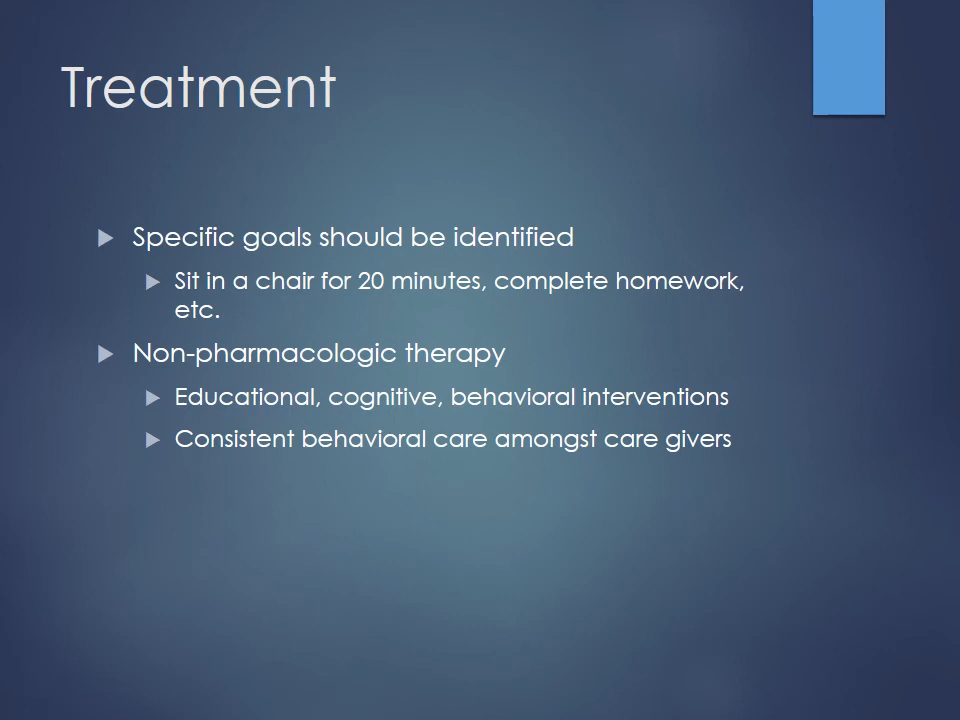 Treatment
Specific goals should be identified
Sit in a chair for 20 minutes, complete homework,
etc.
Non-pharmacologic therapy
Educational, cognitive, behavioral interventions
Consistent behavioral care amongst care givers